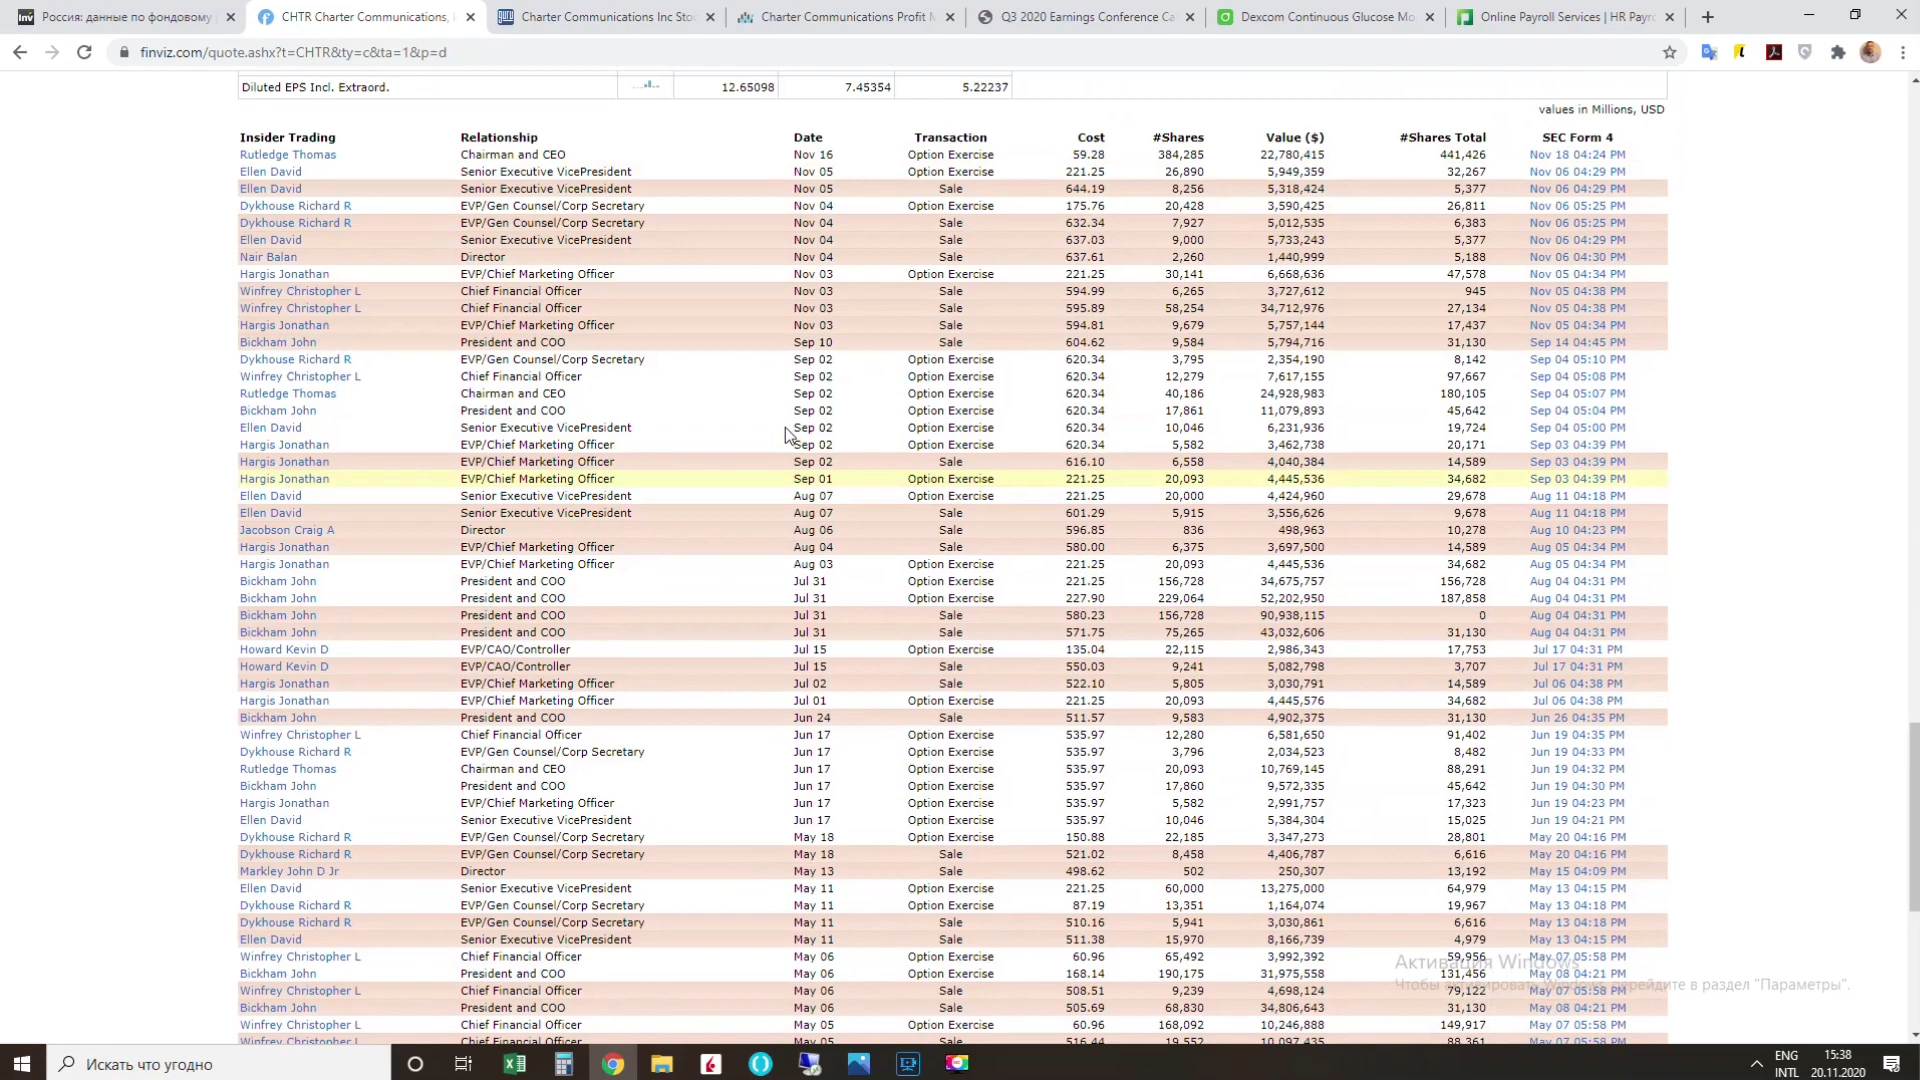 Россия: данные по фондовому
CHTR Charter Communications,
Charter Communications Inc Stoc
Charter Communications Profit M
Q3 2020 Earnings Conference Ca
Dexcom Continuous Glucose Mo
Online Payroll Services | HR Payro
finviz.com/quote.ashx?t=CHTR&ty=c&ta=1&p=d
Diluted EPS Incl. Extraord. 12.65098 7.45354 5.22237
values in Millions, USD
Insider Trading Relationship Date Transaction Cost #Shares Value ($) #Shares Total SEC Form 4
Rutledge Thomas Chairman and CEO Nov 16 Option Exercise 59.28 384,285 22,780,415 441,426 Nov 18 04:24 PM
Ellen David Senior Executive VicePresident Nov 05 Option Exercise 221.25 26,890 5,949,359 32,267 Nov 06 04:29 PM
Ellen David Senior Executive VicePresident Nov 05 Sale 644.19 8,256 5,318,424 5,377 Nov 06 04:29 PM
Dykhouse Richard R EVP/Gen Counsel/Corp Secretary Nov 04 Option Exercise 175.76 20,428 3,590,425 26,811 Nov 06 05:25 PM
Dykhouse Richard R EVP/Gen Counsel/Corp Secretary Nov 04 Sale 632.34 7,927 5,012,535 6,383 Nov 06 05:25 PM
Ellen David Senior Executive VicePresident Nov 04 Sale 637.03 9,000 5,733,243 5,377 Nov 06 04:29 PM
Nair Balan Director Nov 04 Sale 637.61 2,260 1,440,999 5,188 Nov 06 04:30 PM
Hargis Jonathan EVP/Chief Marketing Officer Nov 03 Option Exercise 221.25 30,141 6,668,636 47,578 Nov 05 04:34 PM
Winfrey Christopher L Chief Financial Officer Nov 03 Sale 594.99 6,265 3,727,612 945 Nov 05 04:38 PM
Winfrey Christopher L Chief Financial Officer Nov 03 Sale 595.89 58,254 34,712,976 27,134 Nov 05 04:38 PM
Hargis Jonathan EVP/Chief Marketing Officer Nov 03 Sale 594.81 9,679 5,757,144 17,437 Nov 05 04:34 PM
Bickham John President and COO Sep 10 Sale 604.62 9,584 5,794,716 31,130 Sep 14 04:45 PM
Dykhouse Richard R EVP/Gen Counsel/Corp Secretary Sep 02 Option Exercise 620.34 3,795 2,354,190 8,142 Sep 04 05:10 PM
Winfrey Christopher L Chief Financial Officer Sep 02 Option Exercise 620.34 12,279 7,617,155 97,667 Sep 04 05:08 PM
Rutledge Thomas Chairman and CEO Sep 02 Option Exercise 620.34 40,186 24,928,983 180,105 Sep 04 05:07 PM
Bickham John President and COO Sep 02 Option Exercise 620.34 17,861 11,079,893 45,642 Sep 04 05:04 PM
Ellen David Senior Executive VicePresident Sep 02 Option Exercise 620.34 10,046 6,231,936 19,724 Sep 04 05:00 PM
Hargis Jonathan EVP/Chief Marketing Officer Sep 02 Option Exercise 620.34 5,582 3,462,738 20,171 Sep 03 04:39 PM
Hargis Jonathan EVP/Chief Marketing Officer Sep 02 Sale 616.10 6,558 4,040,384 14,589 Sep 03 04:39 PM
Hargis Jonathan EVP/Chief Marketing Officer Sep 01 Option Exercise 221.25 20,093 4,445,536 34,682 Sep 03 04:39 PM
Ellen David Senior Executive VicePresident Aug 07 Option Exercise 221.25 20,000 4,424,960 29,678 Aug 11 04:18 PM
Ellen David Senior Executive VicePresident Aug 07 Sale 601.29 5,915 3,556,626 9,678 Aug 11 04:18 PM
Jacobson Craig A Director Aug 06 Sale 596.85 836 498,963 10,278 Aug 10 04:23 PM
Hargis Jonathan EVP/Chief Marketing Officer Aug 04 Sale 580.00 6,375 3,697,500 14,589 Aug 05 04:34 PM
Hargis Jonathan EVP/Chief Marketing Officer Aug 03 Option Exercise 221.25 20,093 4,445,536 34,682 Aug 05 04:34 PM
Bickham John President and COO Jul 31 Option Exercise 221.25 156,728 34,675,757 156,728 Aug 04 04:31 PM
Bickham John President and COO Jul 31 Option Exercise 227.90 229,064 52,202,950 187,858 Aug 04 04:31 PM
Bickham John President and COO Jul 31 Sale 580.23 156,728 90,938,115 0 Aug 04 04:31 PM
Bickham John President and COO Jul 31 Sale 571.75 75,265 43,032,606 31,130 Aug 04 04:31 PM
Howard Kevin D EVP/CAO/Controller Jul 15 Option Exercise 135.04 22,115 2,986,343 17,753 Jul 17 04:31 PM
Howard Kevin D EVP/CAO/Controller Jul 15 Sale 550.03 9,241 5,082,798 3,707 Jul 17 04:31 PM
Hargis Jonathan EVP/Chief Marketing Officer Jul 02 Sale 522.10 5,805 3,030,791 14,589 Jul 06 04:38 PM
Hargis Jonathan EVP/Chief Marketing Officer Jul 01 Option Exercise 221.25 20,093 4,445,576 34,682 Jul 06 04:38 PM
Bickham John President and COO Jun 24 Sale 511.57 9,583 4,902,375 31,130 Jun 26 04:35 PM
Winfrey Christopher L Chief Financial Officer Jun 17 Option Exercise 535.97 12,280 6,581,650 91,402 Jun 19 04:35 PM
Dykhouse Richard R EVP/Gen Counsel/Corp Secretary Jun 17 Option Exercise 535.97 3,796 2,034,523 8,482 Jun 19 04:33 PM
Rutledge Thomas Chairman and CEO Jun 17 Option Exercise 535.97 20,093 10,769,145 88,291 Jun 19 04:32 PM
Bickham John President and COO Jun 17 Option Exercise 535.97 17,860 9,572,335 45,642 Jun 19 04:30 PM
Hargis Jonathan EVP/Chief Marketing Officer Jun 17 Option Exercise 535.97 5,582 2,991,757 17,323 Jun 19 04:23 PM
Ellen David Senior Executive VicePresident Jun 17 Option Exercise 535.97 10,046 5,384,304 15,025 Jun 19 04:21 PM
Dykhouse Richard R EVP/Gen Counsel/Corp Secretary May 18 Option Exercise 150.88 22,185 3,347,273 28,801 May 20 04:16 PM
Dykhouse Richard R EVP/Gen Counsel/Corp Secretary May 18 Sale 521.02 8,458 4,406,787 6,616 May 20 04:16 PM
Markley John D Jr Director May 13 Sale 498.62 502 250,307 13,192 May 15 04:09 PM
Ellen David Senior Executive VicePresident May 11 Option Exercise 221.25 60,000 13,275,000 64,979 May 13 04:15 PM
Dykhouse Richard R EVP/Gen Counsel/Corp Secretary May 11 Option Exercise 87.19 13,351 1,164,074 19,967 May 13 04:18 PM
Dykhouse Richard R EVP/Gen Counsel/Corp Secretary May 11 Sale 510.16 5,941 3,030,861 6,616 May 13 04:18 PM
Ellen David Senior Executive VicePresident May 11 Sale 511.38 15,970 8,166,739 4,979 May 13 04:15 PM
Winfrey Christopher L Chief Financial Officer May 06 Option Exercise 60.96 65,492 3,992,392 59,956 May 07 05:58 PM
Bickham John President and COO May 06 Option Exercise 168.14 190,175 31,975,558 131,456 May 08 04:21 PM
Winfrey Christopher L Chief Financial Officer May 06 Sale 508.51 9,239 4,698,124 79,122 May 07 05:58 PM
Bickham John President and COO May 06 Sale 505.69 68,830 34,806,643 31,130 May 08 04:21 PM
Winfrey Christopher L Chief Financial Officer May 05 Option Exercise 60.96 168,092 10,246,888 149,917 May 07 05:58 PM
Winfrey Christopher L Chief Financial Officer May 05 Sale 516.44 19,552 10,097,435 88,361 May 07 05:58 PM
Активация Windows
Чтобы активировать Windows, перейдите в раздел "Параметры".
Искать что угодно
ENG 15:38
INTL 20.11.2020